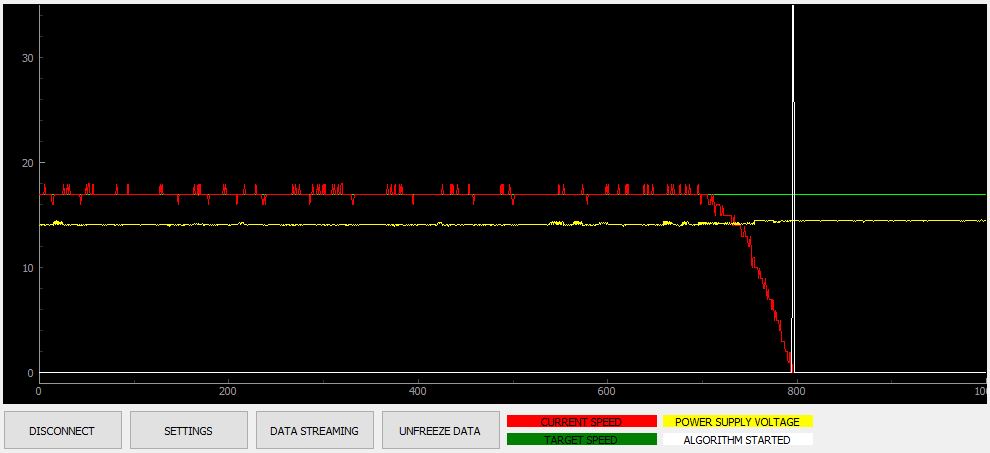 30
20
10
0
0 200 400 600 800 100
DISCONNECT SETTINGS DATA STREAMING UNFREEZE DATA CURRENT SPEED POWER SUPPLY VOLTAGE
TARGET SPEED ALGORITHM STARTED